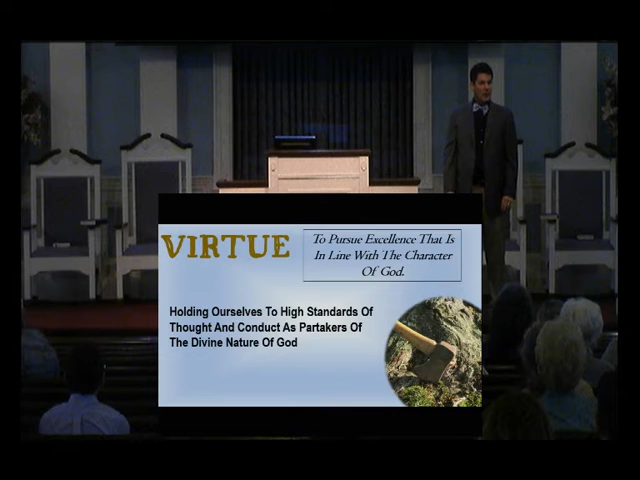 VIRTUE
To Pursue Excellence That Is
In Line With The Character
Of God.
Holding Ourselves To High Standards Of
Thought And Conduct As Partakers Of
The Divine Nature Of God